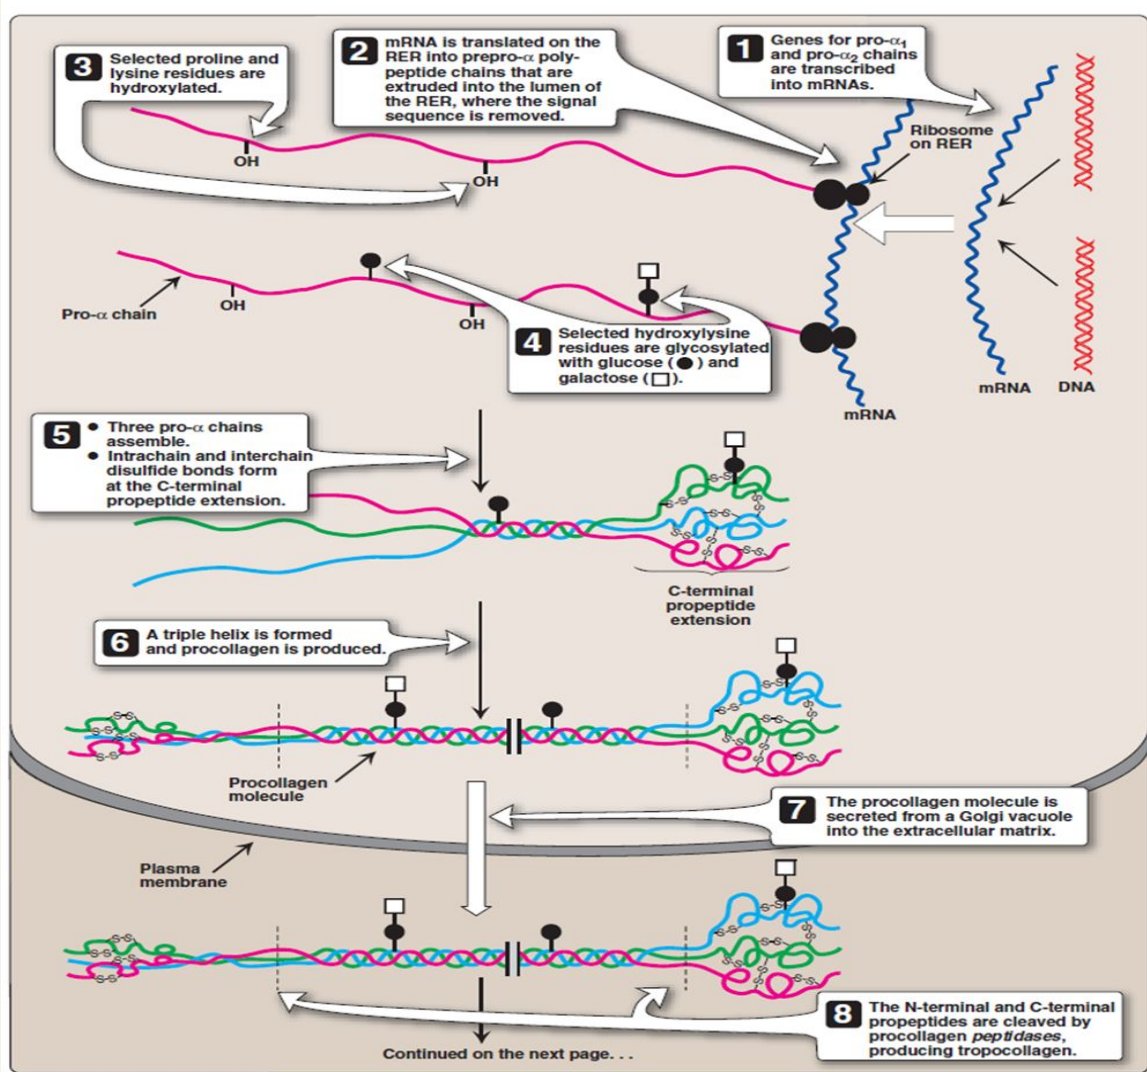 1 Genes for pro-α1
and pro-α2 chains
are transcribed
into mRNAs.
2 mRNA is translated on the
RER into prepro-α poly-
peptide chains that are
extruded into the lumen of
the RER, where the signal
sequence is removed.
3 Selected proline and
lysine residues are
hydroxylated.
Ribosome
on RER
OH
OH
Pro-α chain
OH
OH
4 Selected hydroxylysine
residues are glycosylated
with glucose (●) and
galactose (□).
mRNA
mRNA
DNA
5 ● Three pro-α chains
assemble.
● Intrachain and interchain
disulfide bonds form
at the C-terminal
propeptide extension.
-S-S-
-S-S-
-S-S-
-S-S-
-S-S-
-S-S-
C-terminal
propeptide
extension
6 A triple helix is formed
and procollagen is produced.
-S-S-
-S-S-
-S-S-
-S-S-
-S-S-
-S-S-
-S-S-
-S-S-
Procollagen
molecule
7 The procollagen molecule is
secreted from a Golgi vacuole
into the extracellular matrix.
Plasma
membrane
-S-S-
-S-S-
-S-S-
-S-S-
-S-S-
-S-S-
-S-S-
-S-S-
8 The N-terminal and C-terminal
propeptides are cleaved by
procollagen peptidases,
producing tropocollagen.
Continued on the next page. . .